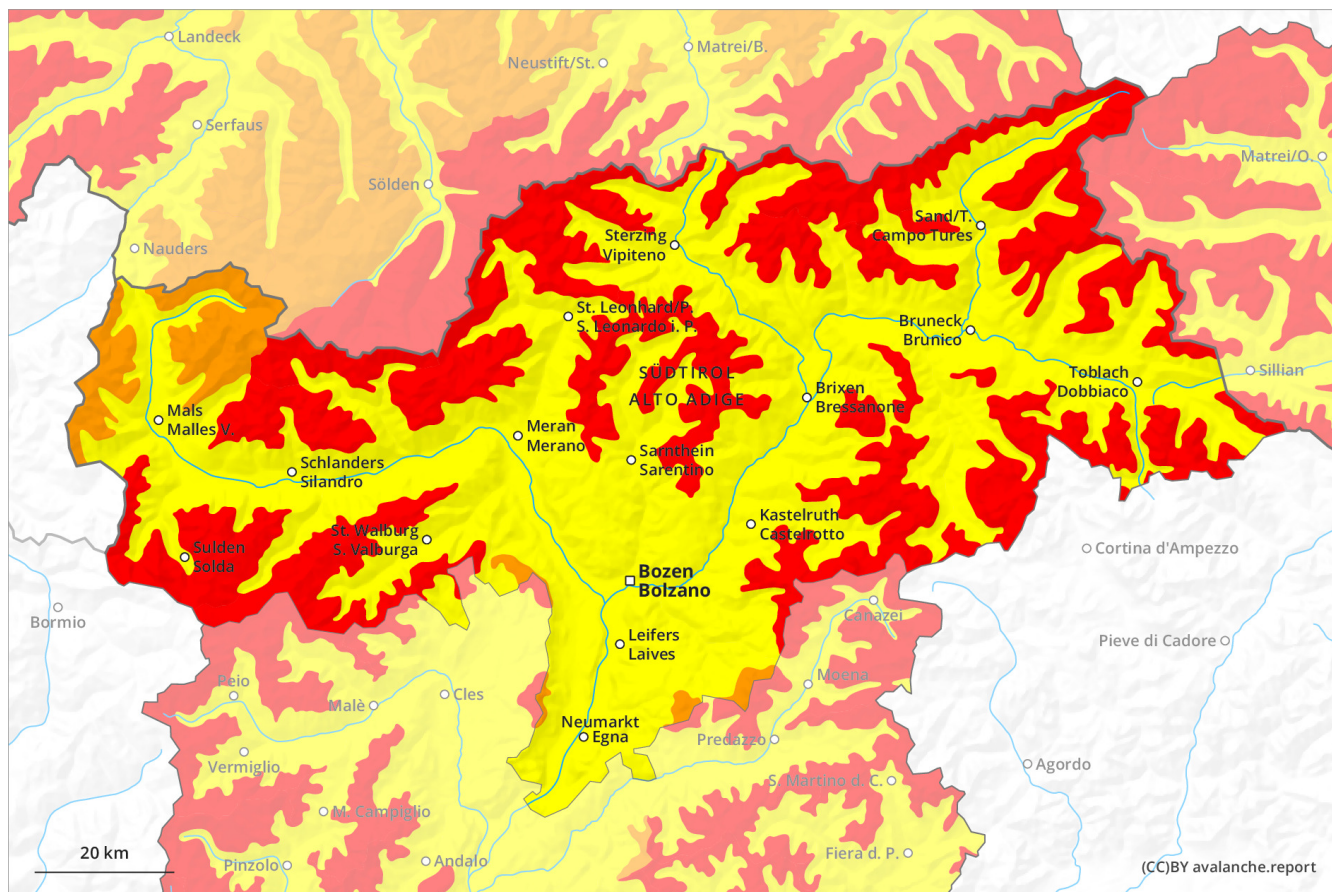 Landeck
Matrei/B.
Neustift/St.
Serfaus
Matrei/O.
Sölden
Sand/T.
Campo Tures
Sterzing
Vipiteno
Nauders
St. Leonhard/P.
S. Leonardo i. P.
Bruneck
Brunico
SÜDTIROL
ALTO ADIGE
Toblach
Dobbiaco
Sillian
Brixen
Bressanone
Mals
Malles V.
Meran
Merano
Sarnthein
Sarentino
Schlanders
Silandro
Kastelruth
Castelrotto
St. Walburg
S. Valburga
Sulden
Solda
Cortina d'Ampezzo
Bozen
Bolzano
Bormio
Canazei
Leifers
Laives
Pieve di Cadore
Peio
Moena
Cles
Malè
Neumarkt
Egna
Predazzo
Vermiglio
Agordo
S. Martino d. C.
M. Campiglio
20 km
Fiera d. P.
Pinzolo
Andalo
(CC)BY avalanche.report